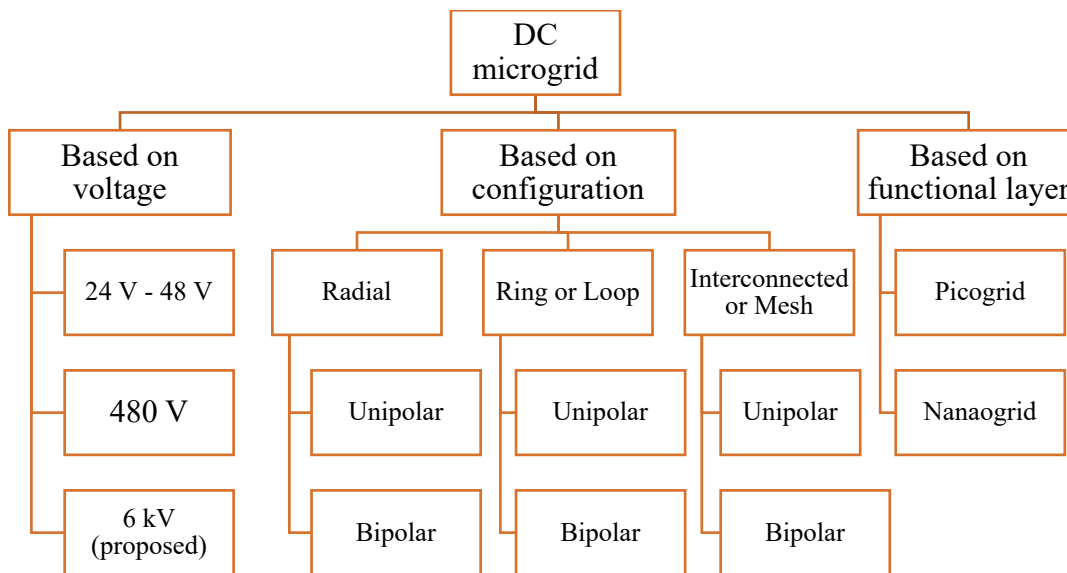 DC
microgrid
Based on
voltage
Based on
configuration
Based on
functional layer
24 V - 48 V
Radial
Ring or Loop
Interconnected
or Mesh
Picogrid
480 V
Unipolar
Unipolar
Unipolar
Nanaogrid
6 kV
(proposed)
Bipolar
Bipolar
Bipolar